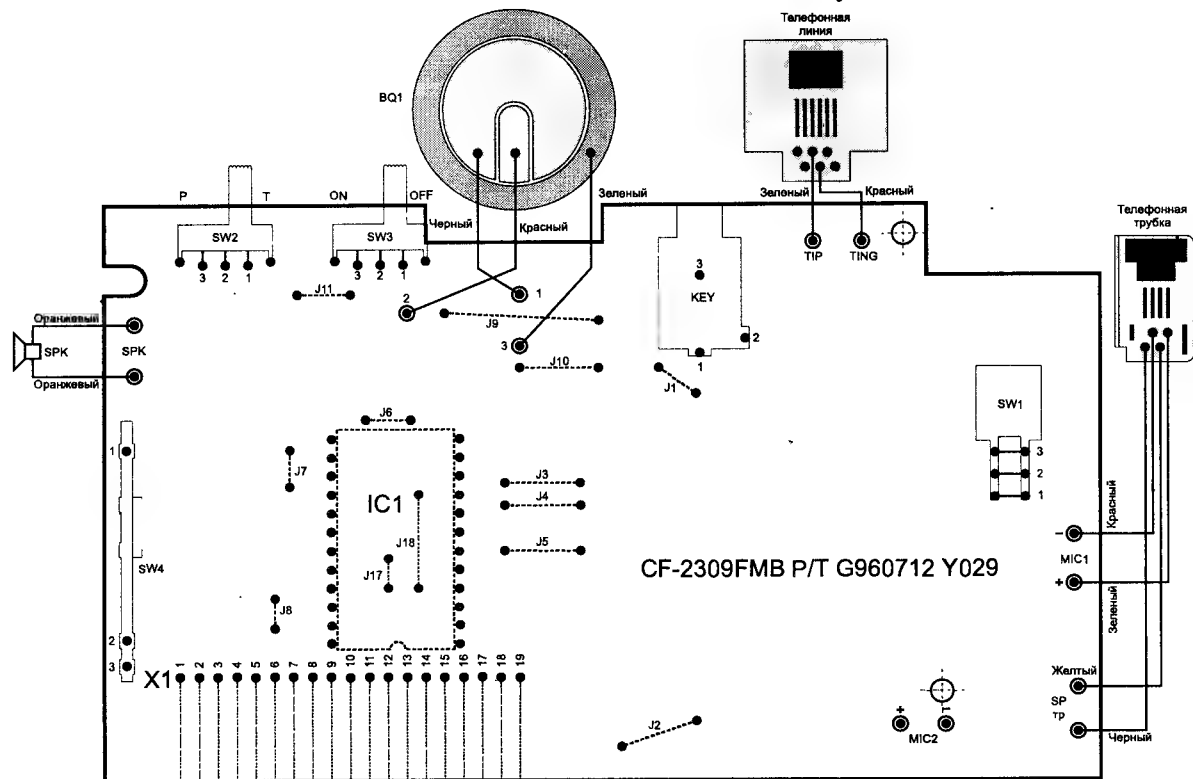 Телефонная
линия
BQ1
Зеленый
Красный
P
T
ON
OFF
Черный
Красный
Зеленый
Телефонная
трубка
SW2
SW3
3 2 1
3 2 1
TIP
TING
3
KEY
2
1
J11
2
1
J9
3
J10
J1
Оранжевый
SPK
SPK
Оранжевый
SW1
3
2
1
J6
1
J7
IC1
J3
J4
J18
J5
J17
SW4
J8
CF-2309FMB P/T G960712 Y029
Красный
–
MIC1
+
Зеленый
2
3
X1
1 2 3 4 5 6 7 8 9 10 11 12 13 14 15 16 17 18 19
Желтый
SP
тр
Черный
+
–
MIC2
J2